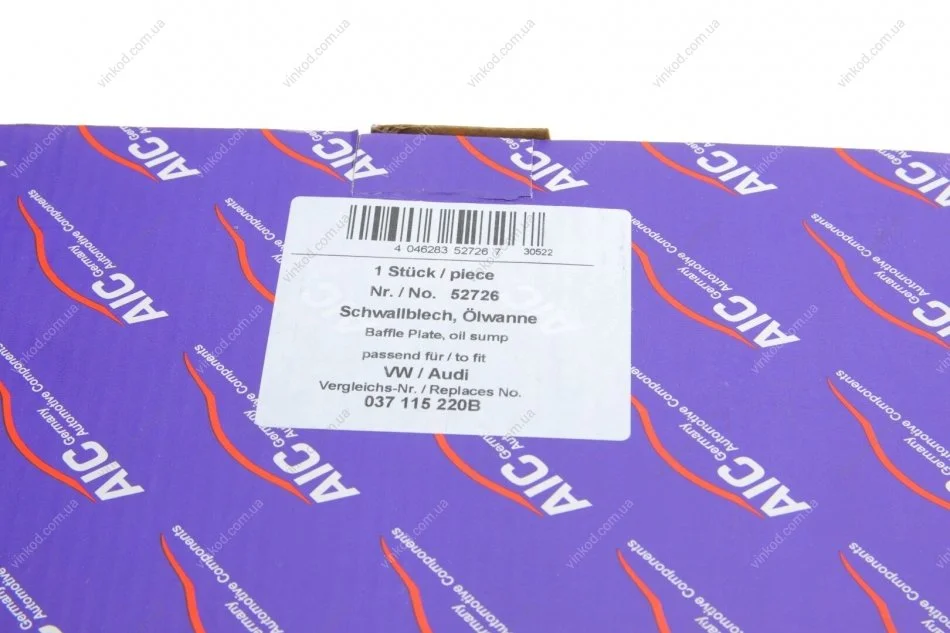 4 046283 52726 7 30522
1 Stück / piece
Nr. / No. 52726
Schwallblech, Ölwanne
Baffle Plate, oil sump
passend für / to fit
VW / Audi
Vergleichs-Nr. / Replaces No.
037 115 220B
AIC Germany
Automotive Components
vinkod.com.ua